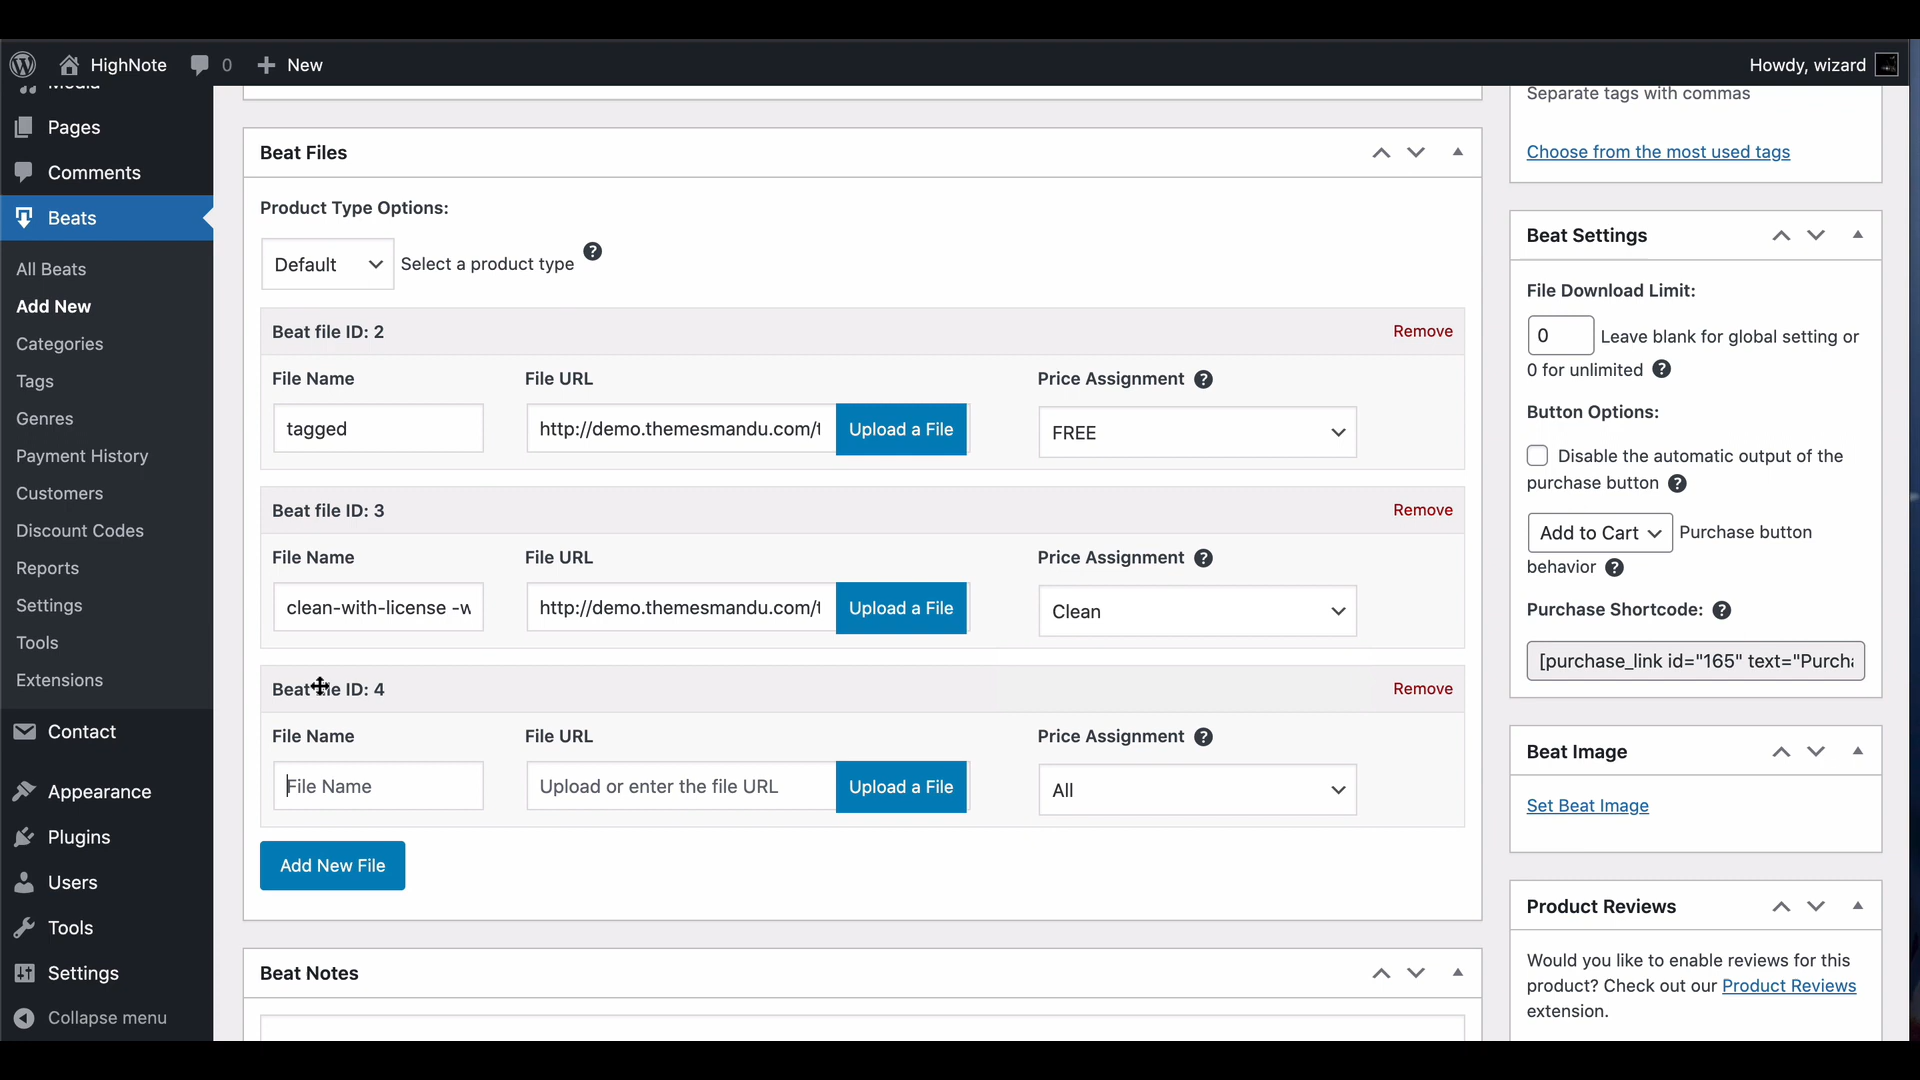 HighNote
0
New
Howdy, wizard
Media
Pages
Comments
Beats
All Beats
Add New
Categories
Tags
Genres
Payment History
Customers
Discount Codes
Reports
Settings
Tools
Extensions
Contact
Appearance
Plugins
Users
Tools
Settings
Collapse menu
Beat Files
Product Type Options:
Default
Select a product type
?
Beat file ID: 2
Remove
File Name
File URL
Price Assignment ?
tagged
http://demo.themesmandu.com/t
Upload a File
FREE
Beat file ID: 3
Remove
File Name
File URL
Price Assignment ?
clean-with-license -w
http://demo.themesmandu.com/t
Upload a File
Clean
Beat file ID: 4
Remove
File Name
File URL
Price Assignment ?
File Name
Upload or enter the file URL
Upload a File
All
Add New File
Beat Notes
Separate tags with commas
Choose from the most used tags
Beat Settings
File Download Limit:
0 Leave blank for global setting or
0 for unlimited ?
Button Options:
Disable the automatic output of the
purchase button ?
Add to Cart Purchase button
behavior ?
Purchase Shortcode: ?
[purchase_link id="165" text="Purcha
Beat Image
Set Beat Image
Product Reviews
Would you like to enable reviews for this
product? Check out our Product Reviews
extension.